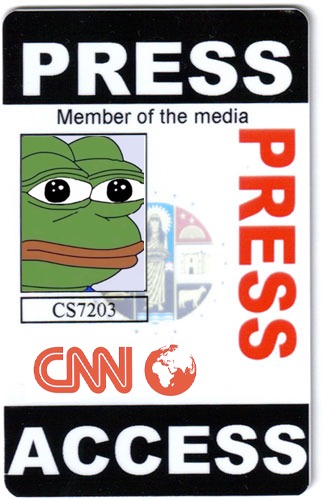 PRESS
Member of the media
PRESS
CS7203
CNN
ACCESS